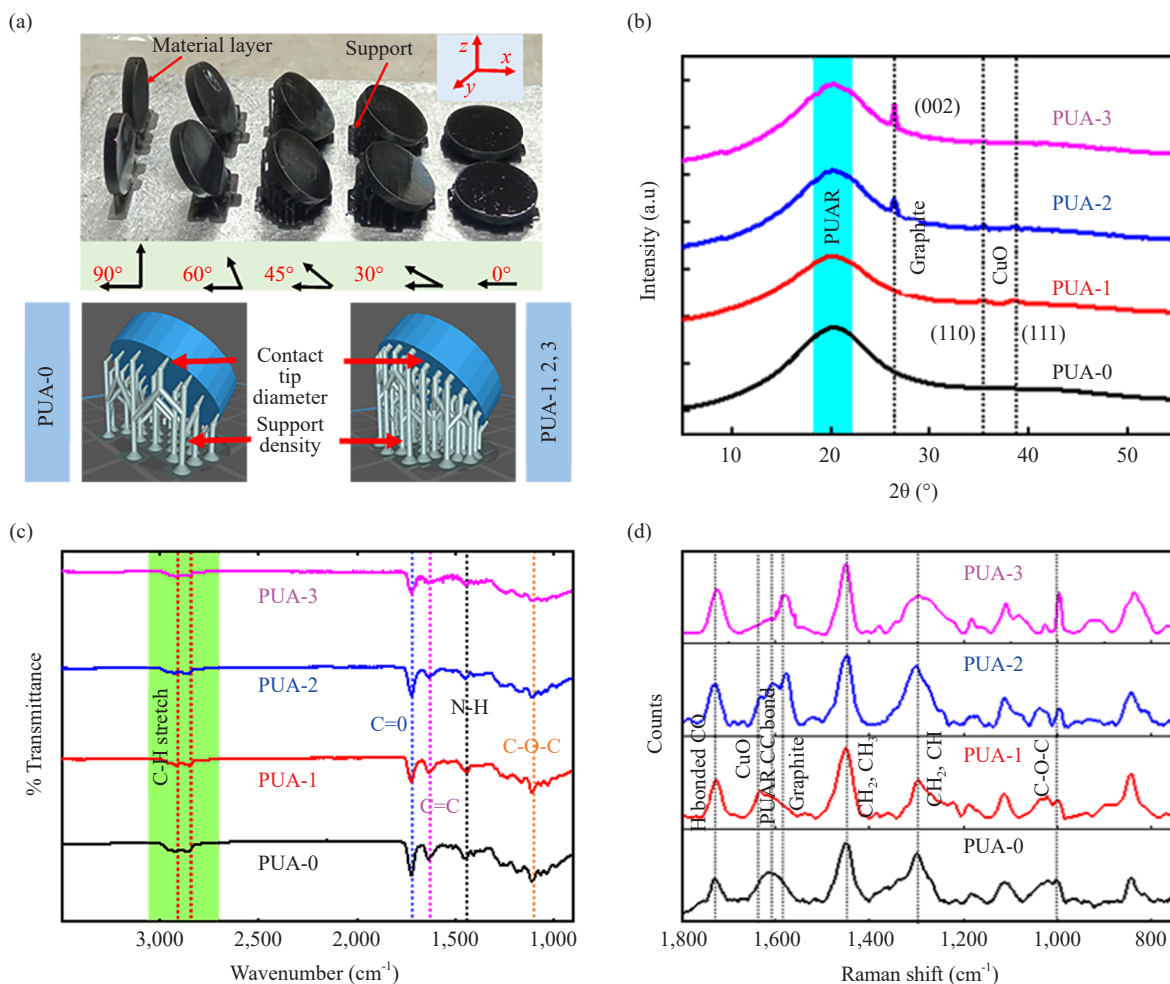 (a)
Material layer
Support
z
x
y
90°
60°
45°
30°
0°
PUA-0
Contact
tip
diameter
Support
density
PUA-1, 2, 3
(b)
Intensity (a.u)
PUAR
Graphite
(002)
CuO
(110)
(111)
PUA-3
PUA-2
PUA-1
PUA-0
10
20
30
40
50
2θ (°)
(c)
% Transmittance
C-H stretch
PUA-3
PUA-2
PUA-1
PUA-0
C=0
C=C
N-H
C-O-C
3,000
2,000
1,000
Wavenumber (cm-1)
(d)
Counts
PUA-3
PUA-2
PUA-1
PUA-0
H bonded CO
CuO
PUAR CC bond
Graphite
CH2, CH3
CH2, CH
C-O-C
1,800
1,600
1,400
1,200
1,000
800
Raman shift (cm-1)